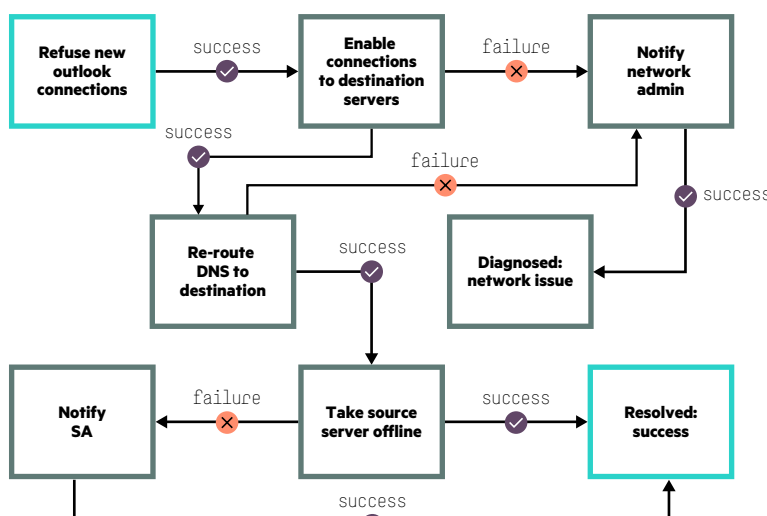 Refuse new
outlook
connections
success
Enable
connections
to destination
servers
failure
Notify
network
admin
success
failure
success
Re-route
DNS to
destination
success
Diagnosed:
network issue
Notify
SA
failure
Take source
server offline
success
Resolved:
success
success